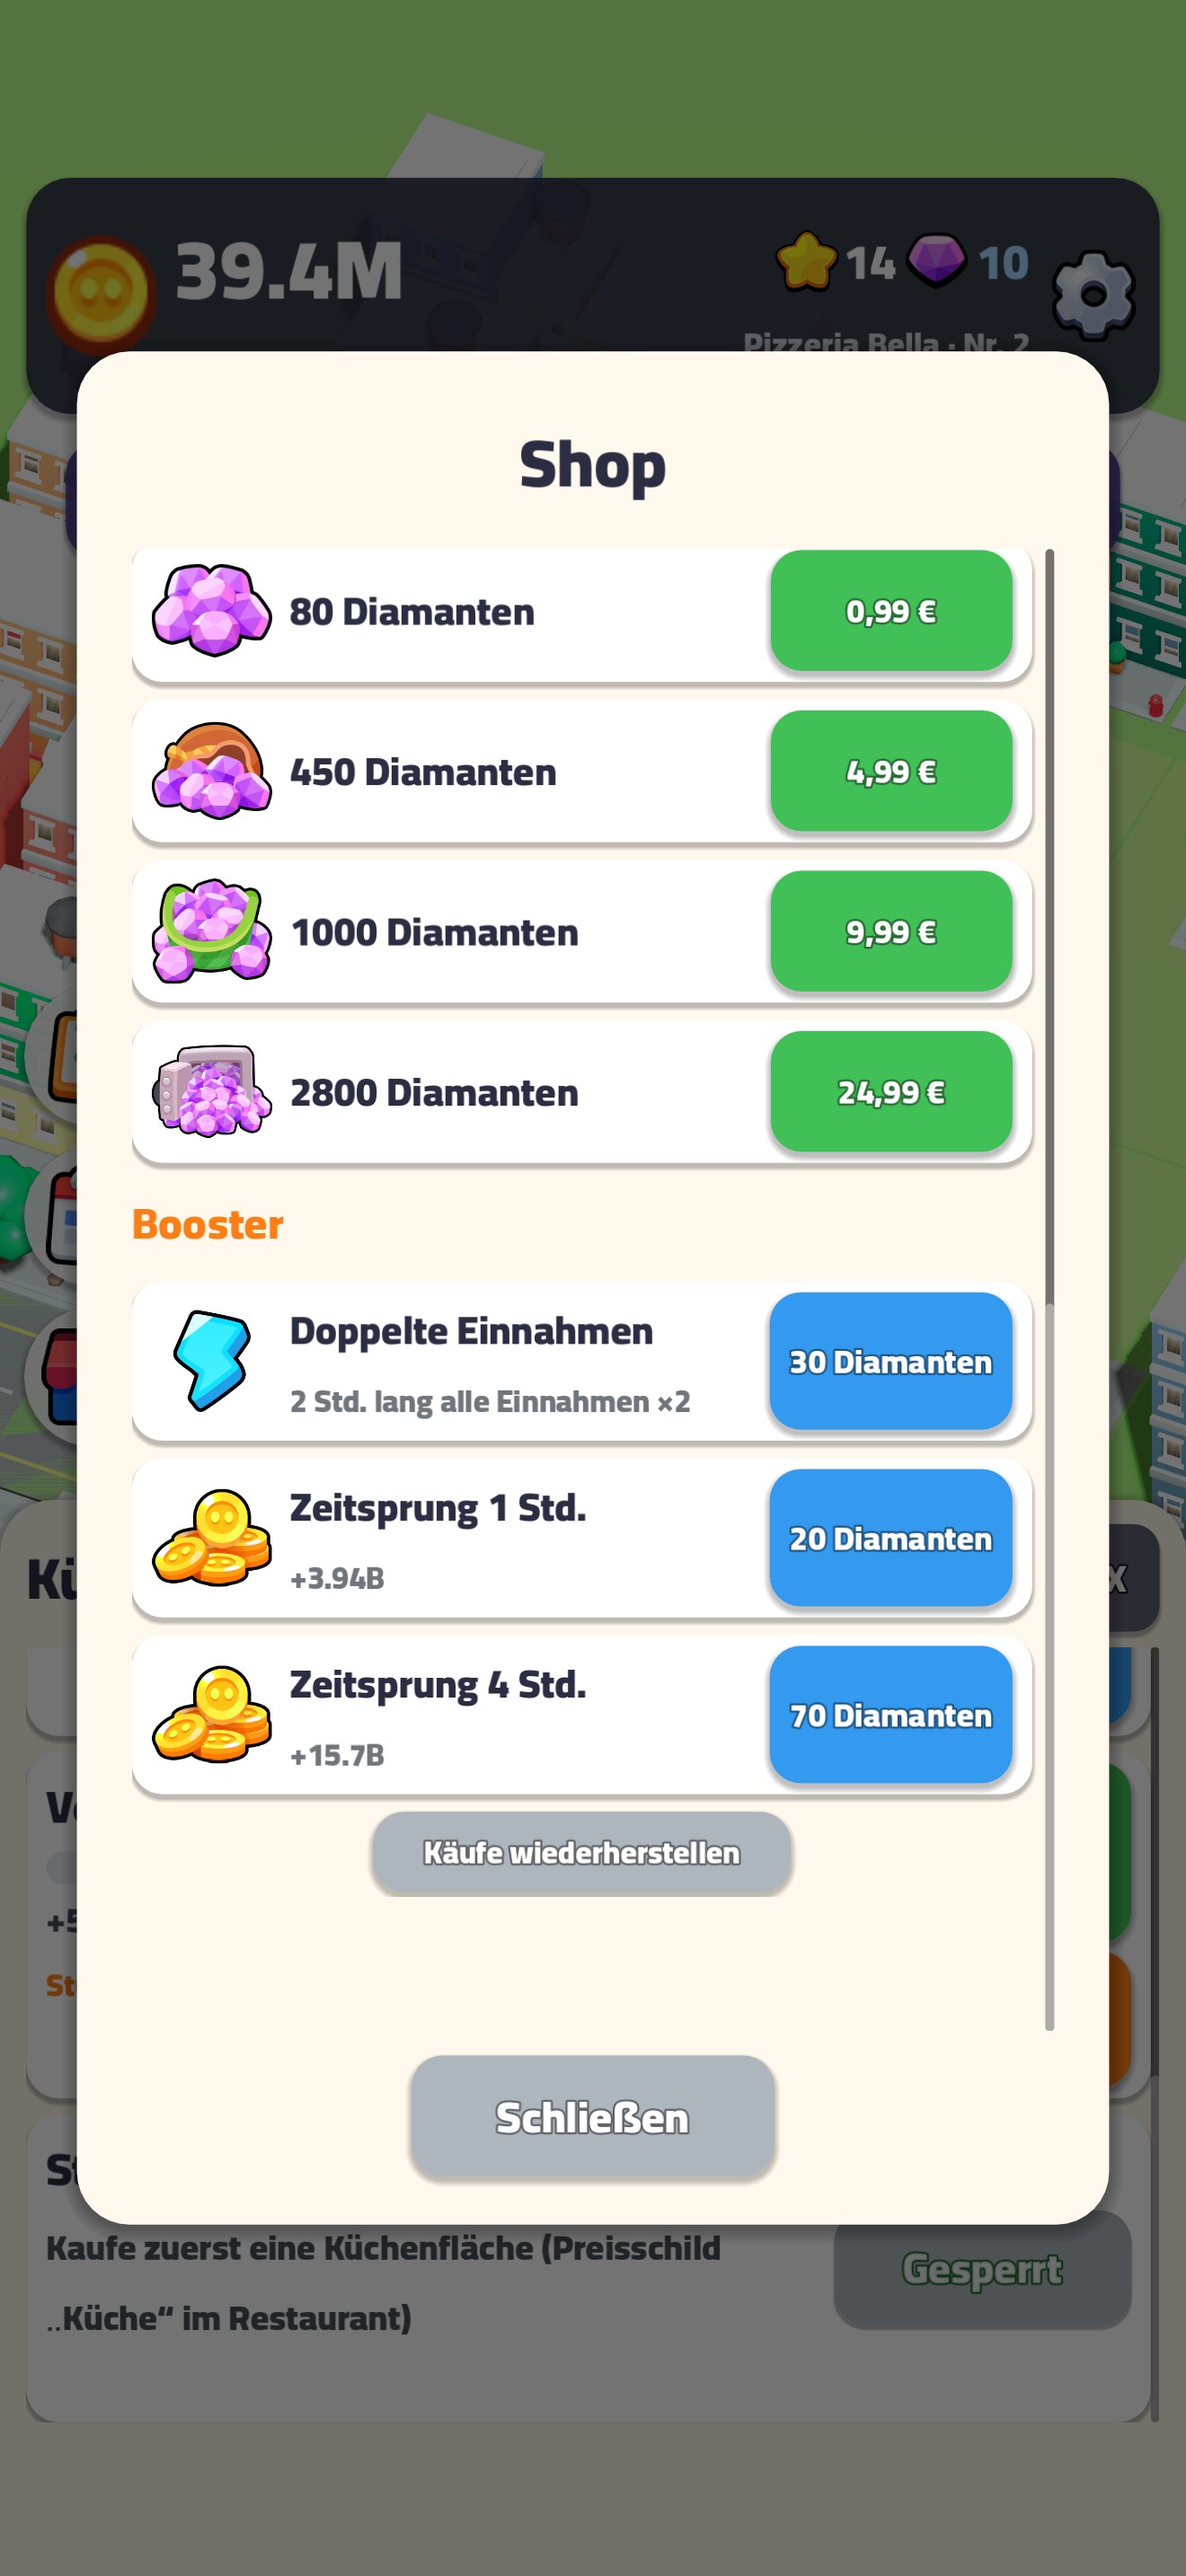 39.4M
14
10
Pizzeria Bella · Nr. 2
Shop
80 Diamanten
0,99 €
450 Diamanten
4,99 €
1000 Diamanten
9,99 €
2800 Diamanten
24,99 €
Booster
Doppelte Einnahmen
2 Std. lang alle Einnahmen ×2
30 Diamanten
Zeitsprung 1 Std.
+3.94B
20 Diamanten
Zeitsprung 4 Std.
+15.7B
70 Diamanten
Käufe wiederherstellen
Schließen
Kaufe zuerst eine Küchenfläche (Preisschild
„Küche“ im Restaurant)
Gesperrt